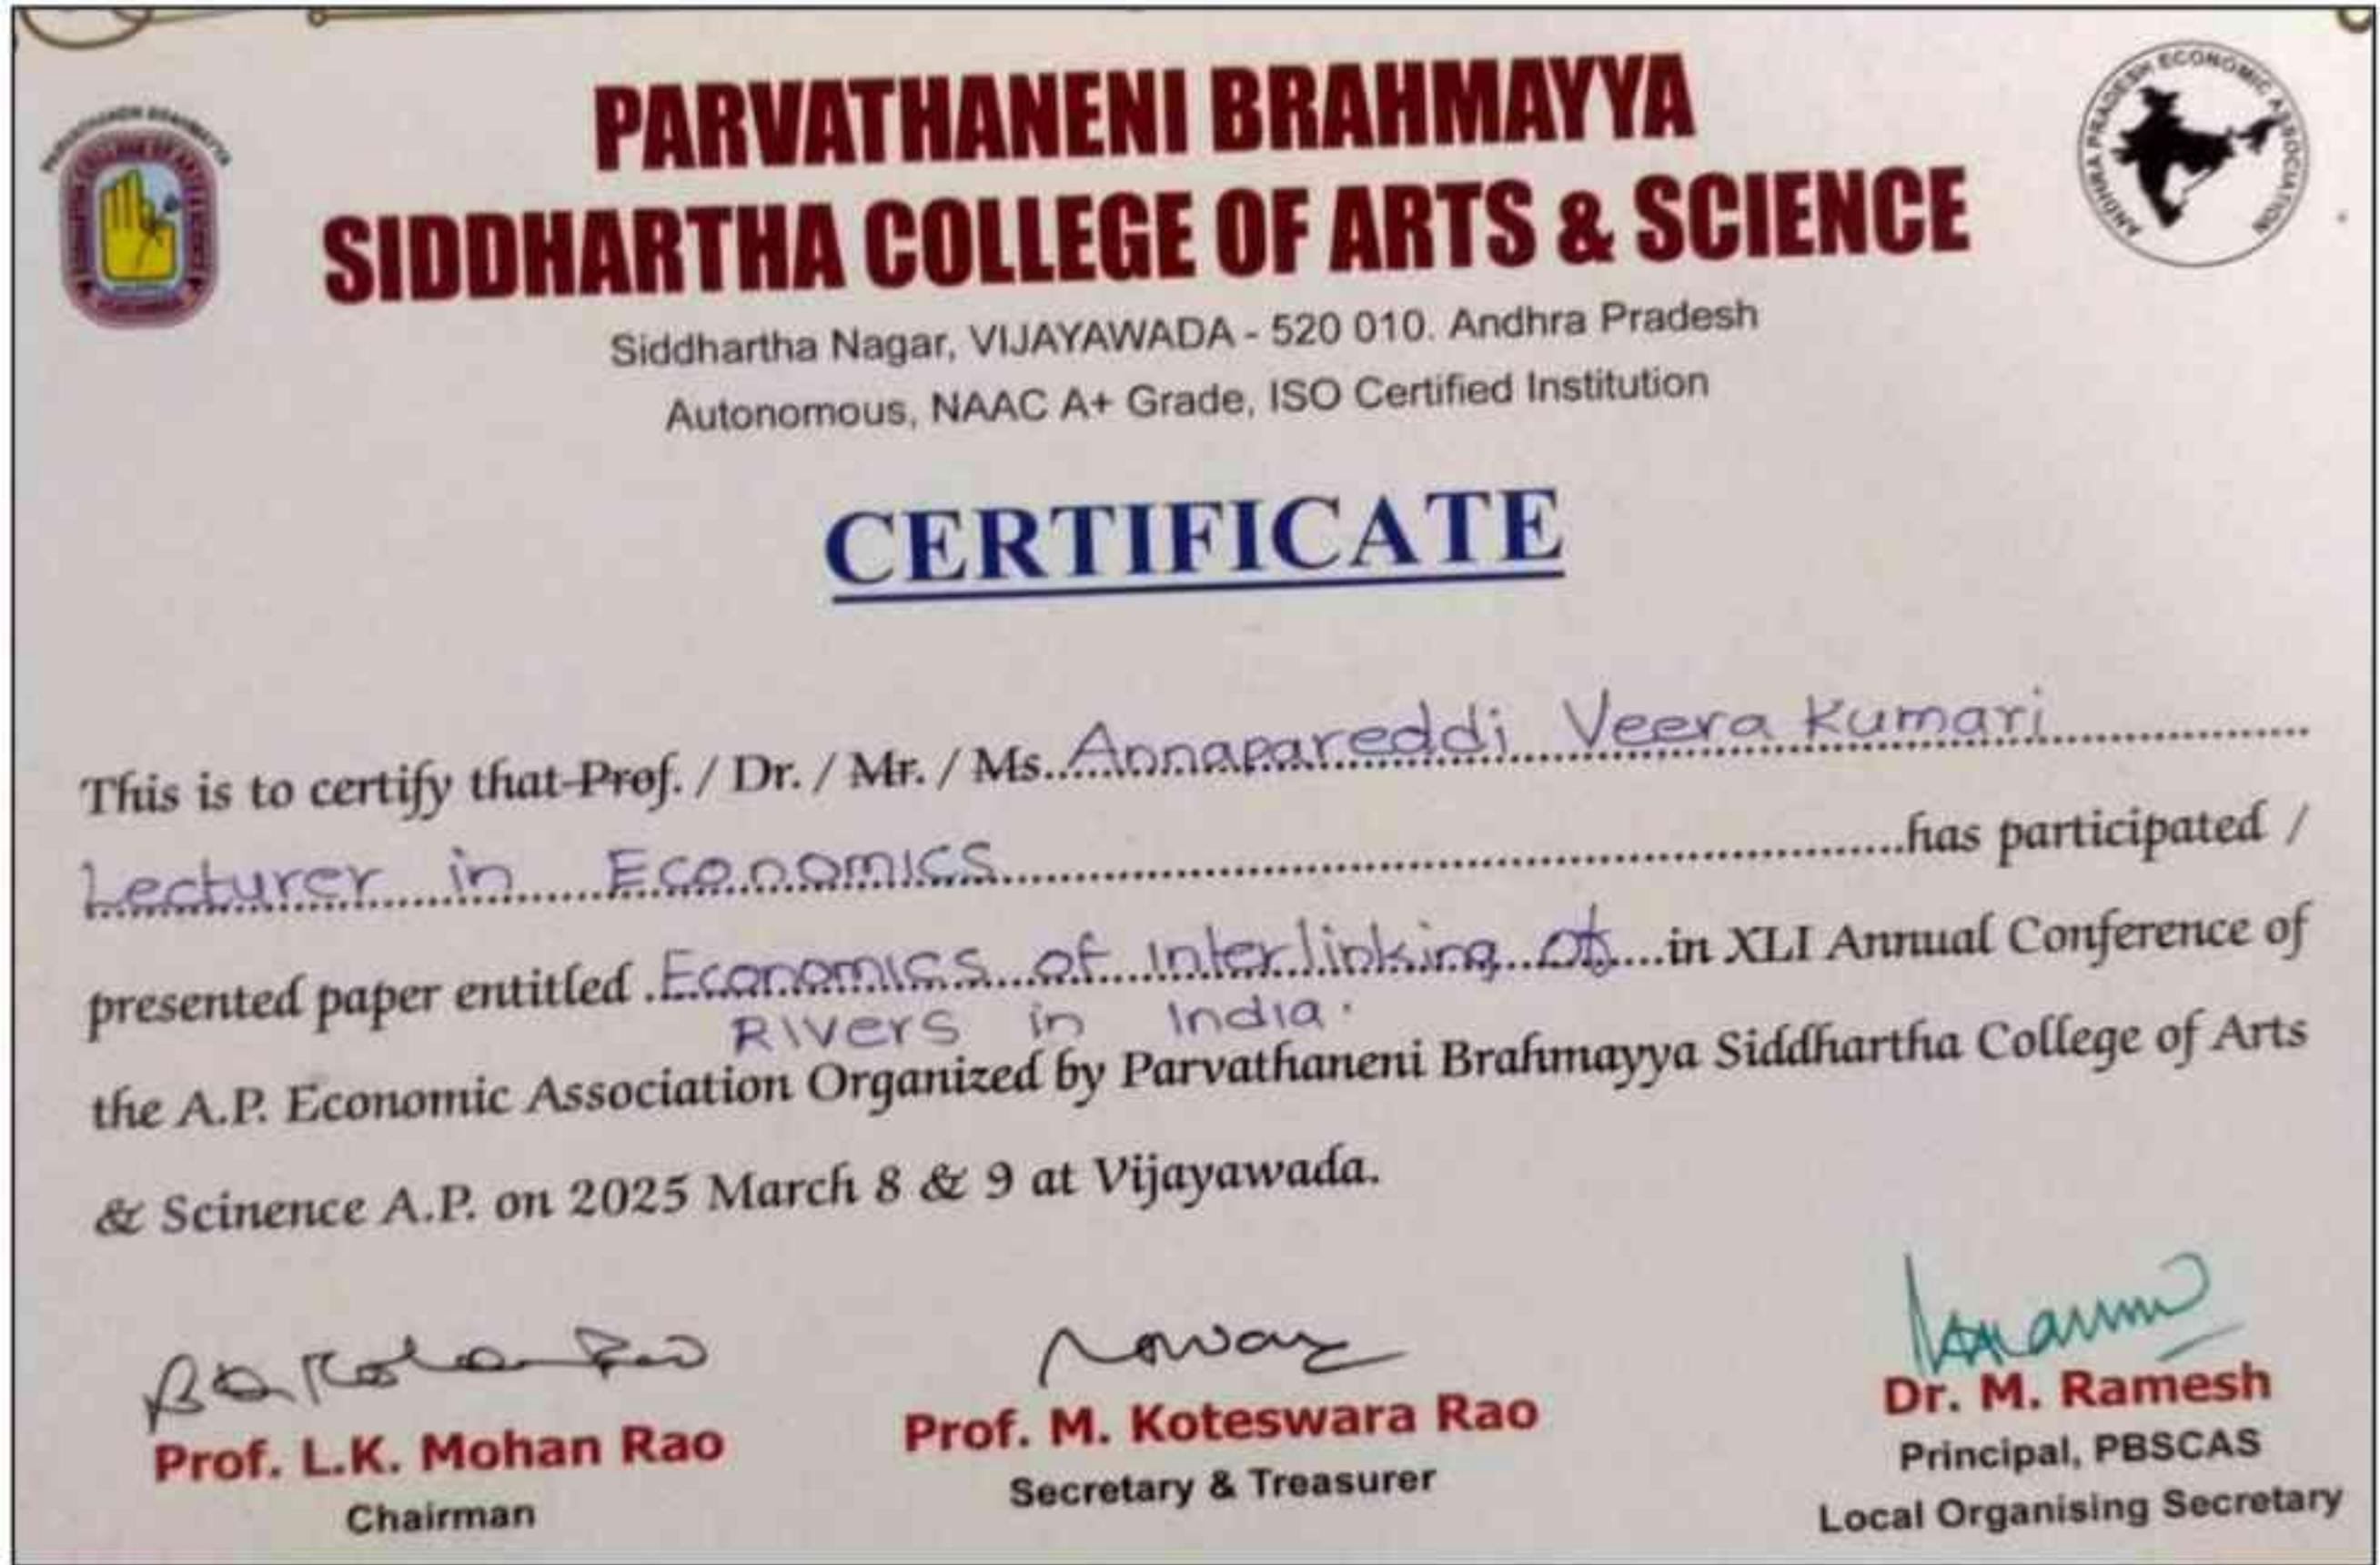 PARVATHANENI BRAHMAYYA
SIDDHARTHA COLLEGE OF ARTS & SCIENCE
ANDHRA PRADESH ECONOMIC ASSOCIATION
Siddhartha Nagar, VIJAYAWADA - 520 010. Andhra Pradesh
Autonomous, NAAC A+ Grade, ISO Certified Institution
CERTIFICATE
This is to certify that Prof. / Dr. / Mr. / Ms. Annapareddi Veera Kumari
Lecturer in Economics has participated /
presented paper entitled Economics of Interlinking of in XLI Annual Conference of
Rivers in India.
the A.P. Economic Association Organized by Parvathaneni Brahmayya Siddhartha College of Arts
& Scinence A.P. on 2025 March 8 & 9 at Vijayawada.
Prof. L.K. Mohan Rao
Chairman
Prof. M. Koteswara Rao
Secretary & Treasurer
Dr. M. Ramesh
Principal, PBSCAS
Local Organising Secretary